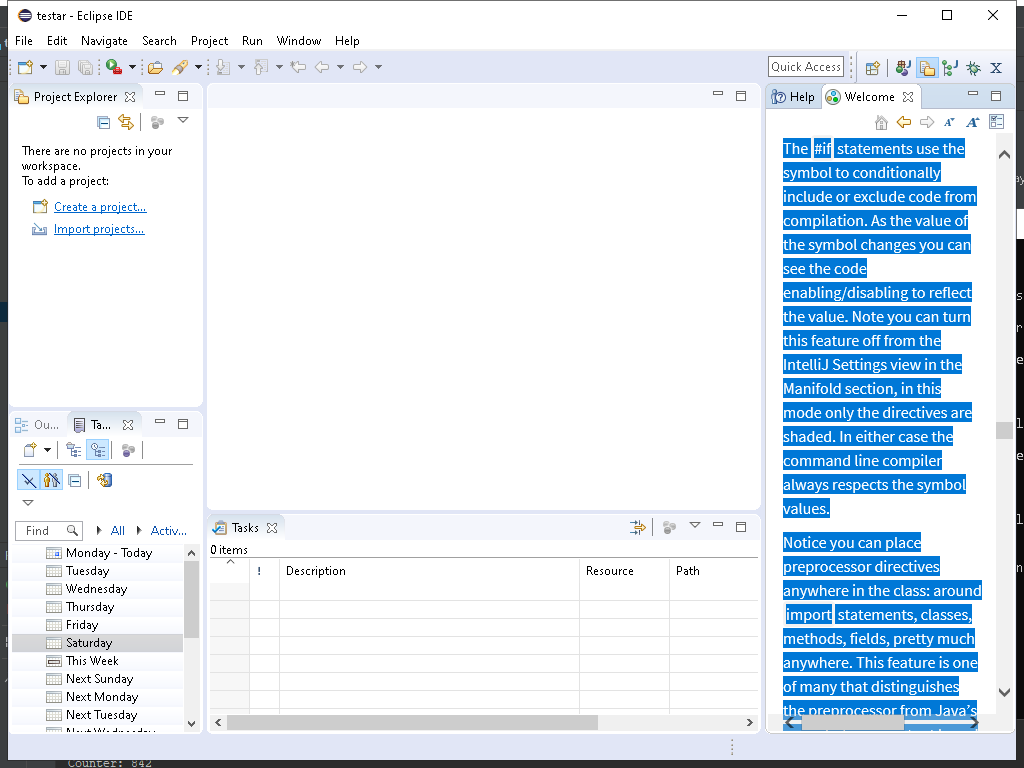 testar - Eclipse IDE
File Edit Navigate Search Project Run Window Help
Quick Access
Project Explorer
There are no projects in your
workspace.
To add a project:
Create a project...
Import projects...
Ou...
Ta...
Find
All
Activ...
Monday - Today
Tuesday
Wednesday
Thursday
Friday
Saturday
This Week
Next Sunday
Next Monday
Next Tuesday
Next Wednesday
Tasks
0 items
! Description Resource Path
Help
Welcome
The #if statements use the
symbol to conditionally
include or exclude code from
compilation. As the value of
the symbol changes you can
see the code
enabling/disabling to reflect
the value. Note you can turn
this feature off from the
IntelliJ Settings view in the
Manifold section, in this
mode only the directives are
shaded. In either case the
command line compiler
always respects the symbol
values.
Notice you can place
preprocessor directives
anywhere in the class: around
import statements, classes,
methods, fields, pretty much
anywhere. This feature is one
of many that distinguishes
the preprocessor from Java's
Counter: 842